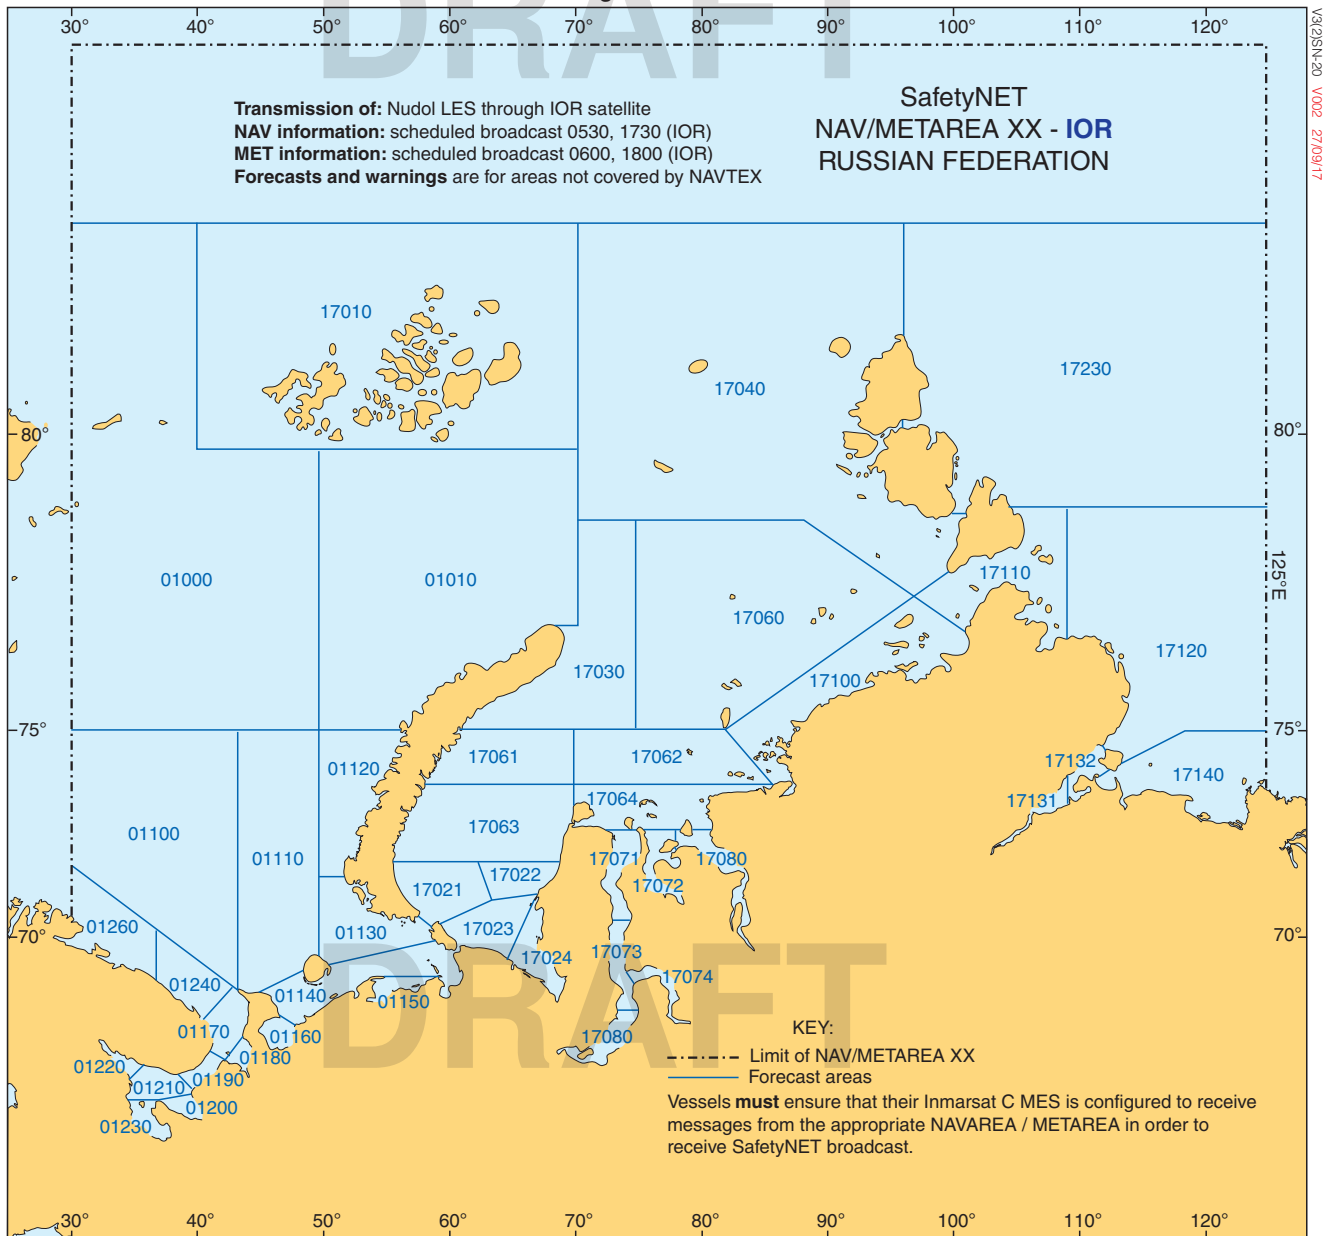 DRAFT
30° 40° 50° 60° 70° 80° 90° 100° 110° 120°
V3(2)SN-20 V002 27/09/17
SafetyNET
NAV/METAREA XX - IOR
RUSSIAN FEDERATION
Transmission of: Nudol LES through IOR satellite
NAV information: scheduled broadcast 0530, 1730 (IOR)
MET information: scheduled broadcast 0600, 1800 (IOR)
Forecasts and warnings are for areas not covered by NAVTEX
17010
17230
17040
80° 80°
125°E
01000 01010 17110
17060
17120
17030
17100
75° 75°
17061 17062
17132
01120 17140
17064 17131
17063
01100
01110 17071 17080
17022
17021 17072
01260
01130 17023
70° 70°
17073
17024
DRAFT
17074
01240
01140
01150
01170 01160
KEY:
17080
01180 Limit of NAV/METAREA XX
01220
01190 Forecast areas
01210
01200
01230
Vessels must ensure that their Inmarsat C MES is configured to receive
messages from the appropriate NAVAREA / METAREA in order to
receive SafetyNET broadcast.
30° 40° 50° 60° 70° 80° 90° 100° 110° 120°